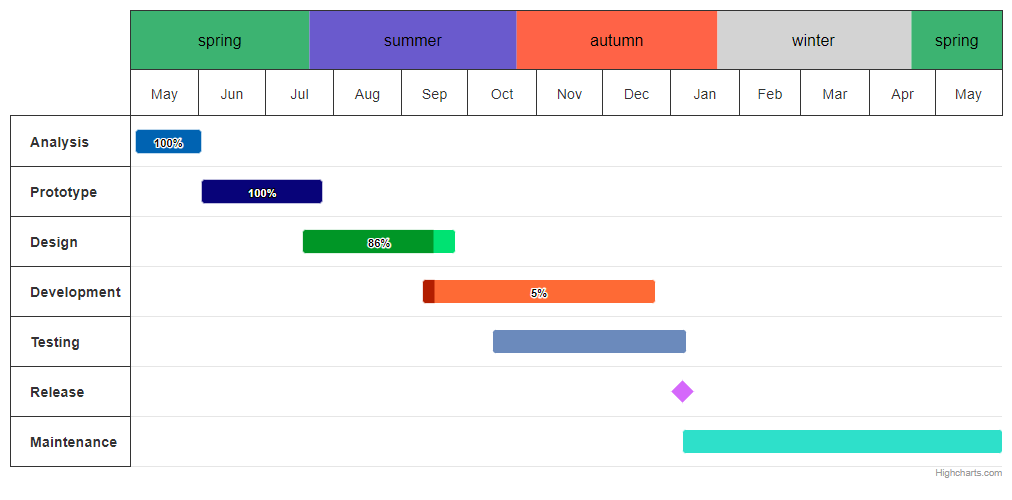 spring summer autumn winter spring
May Jun Jul Aug Sep Oct Nov Dec Jan Feb Mar Apr May
Analysis 100%
Prototype 100%
Design 86%
Development 5%
Testing
Release
Maintenance
Highcharts.com